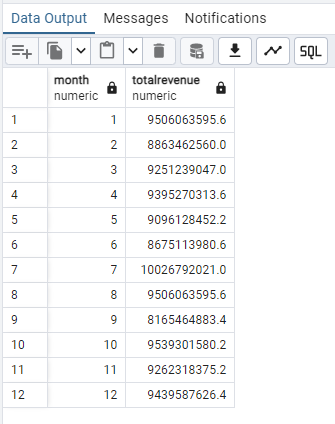 Data Output Messages Notifications
SQL
month totalrevenue
numeric numeric
1 1 9506063595.6
2 2 8863462560.0
3 3 9251239047.0
4 4 9395270313.6
5 5 9096128452.2
6 6 8675113980.6
7 7 10026792021.0
8 8 9506063595.6
9 9 8165464883.4
10 10 9539301580.2
11 11 9262318375.2
12 12 9439587626.4